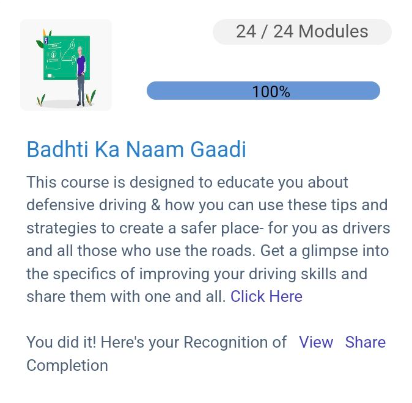 24 / 24 Modules
100%
Badhti Ka Naam Gaadi
This course is designed to educate you about
defensive driving & how you can use these tips and
strategies to create a safer place- for you as drivers
and all those who use the roads. Get a glimpse into
the specifics of improving your driving skills and
share them with one and all. Click Here
You did it! Here's your Recognition of View Share
Completion